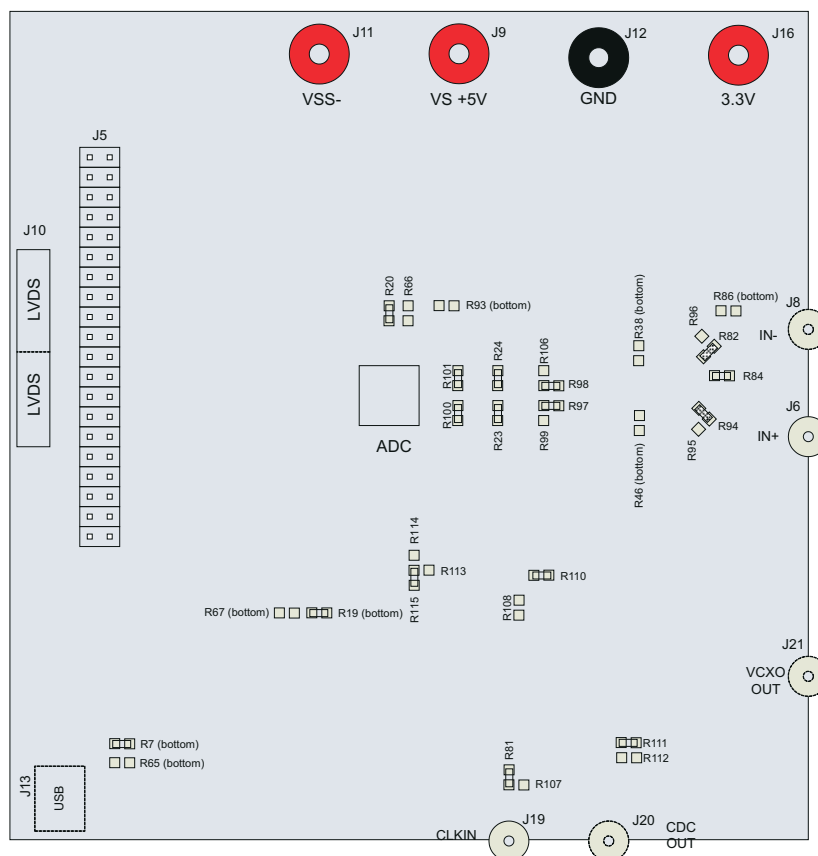 J11
J9
J12
J16
VSS-
VS +5V
GND
3.3V
J5
J10
LVDS
LVDS
R20
R66
R93 (bottom)
R38 (bottom)
R86 (bottom)
J8
R96
R82
IN-
R101
R24
R106
R98
R84
R100
R23
R99
R97
J6
ADC
R46 (bottom)
R95
R94
IN+
R114
R113
R115
R110
R108
R67 (bottom)
R19 (bottom)
J21
VCXO
OUT
R7 (bottom)
R65 (bottom)
R81
R107
R111
R112
J13
USB
CLKIN
J19
J20
CDC
OUT